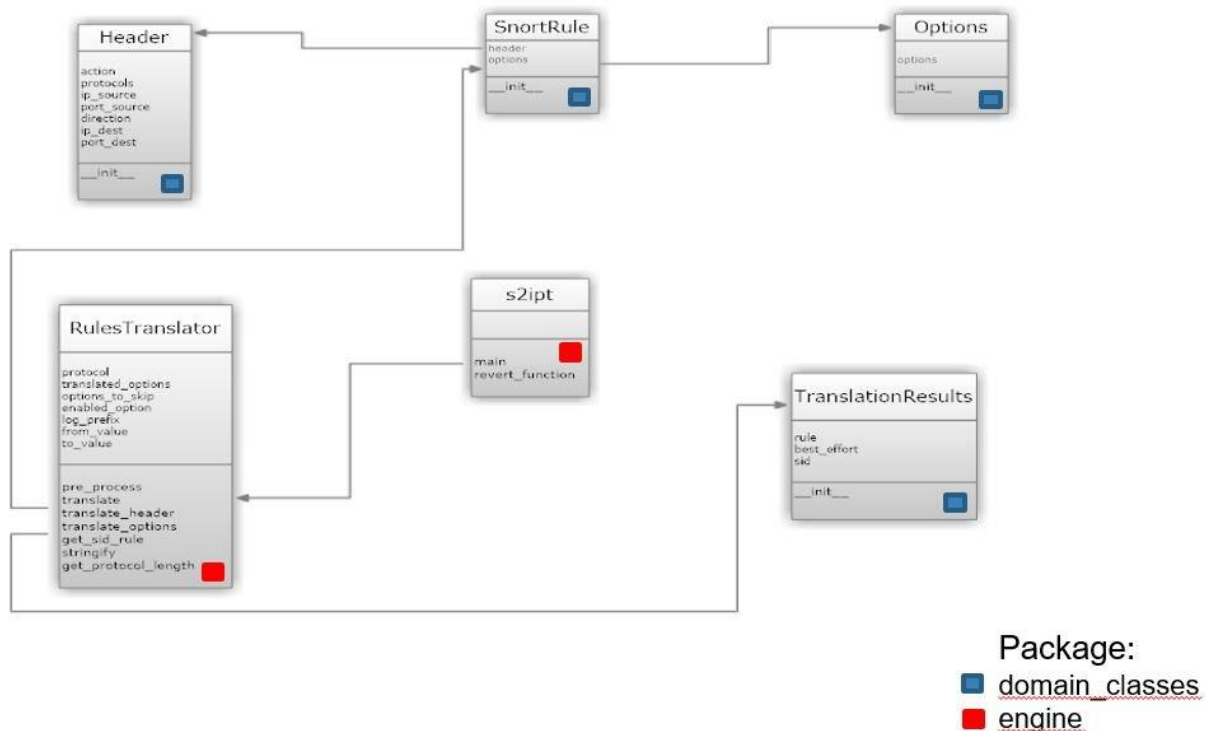 Header
action
protocols
ip_source
port_source
direction
ip_dest
port_dest
__init__
SnortRule
header
options
__init__
Options
options
__init__
RulesTranslator
protocol
translated_options
options_to_skip
enabled_option
log_prefix
from_value
to_value
pre_process
translate
translate_header
translate_options
get_sid_rule
stringify
get_protocol_length
s2ipt
main
revert_function
TranslationResults
rule
best_effort
sid
__init__
Package:
domain_classes
engine